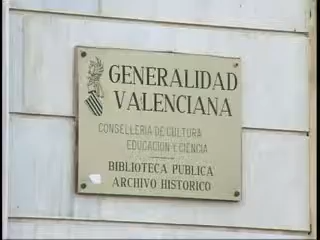 GENERALIDAD
VALENCIANA
CONSELLERIA DE CULTURA
EDUCACION Y CIENCIA
BIBLIOTECA PUBLICA
ARCHIVO HISTORICO